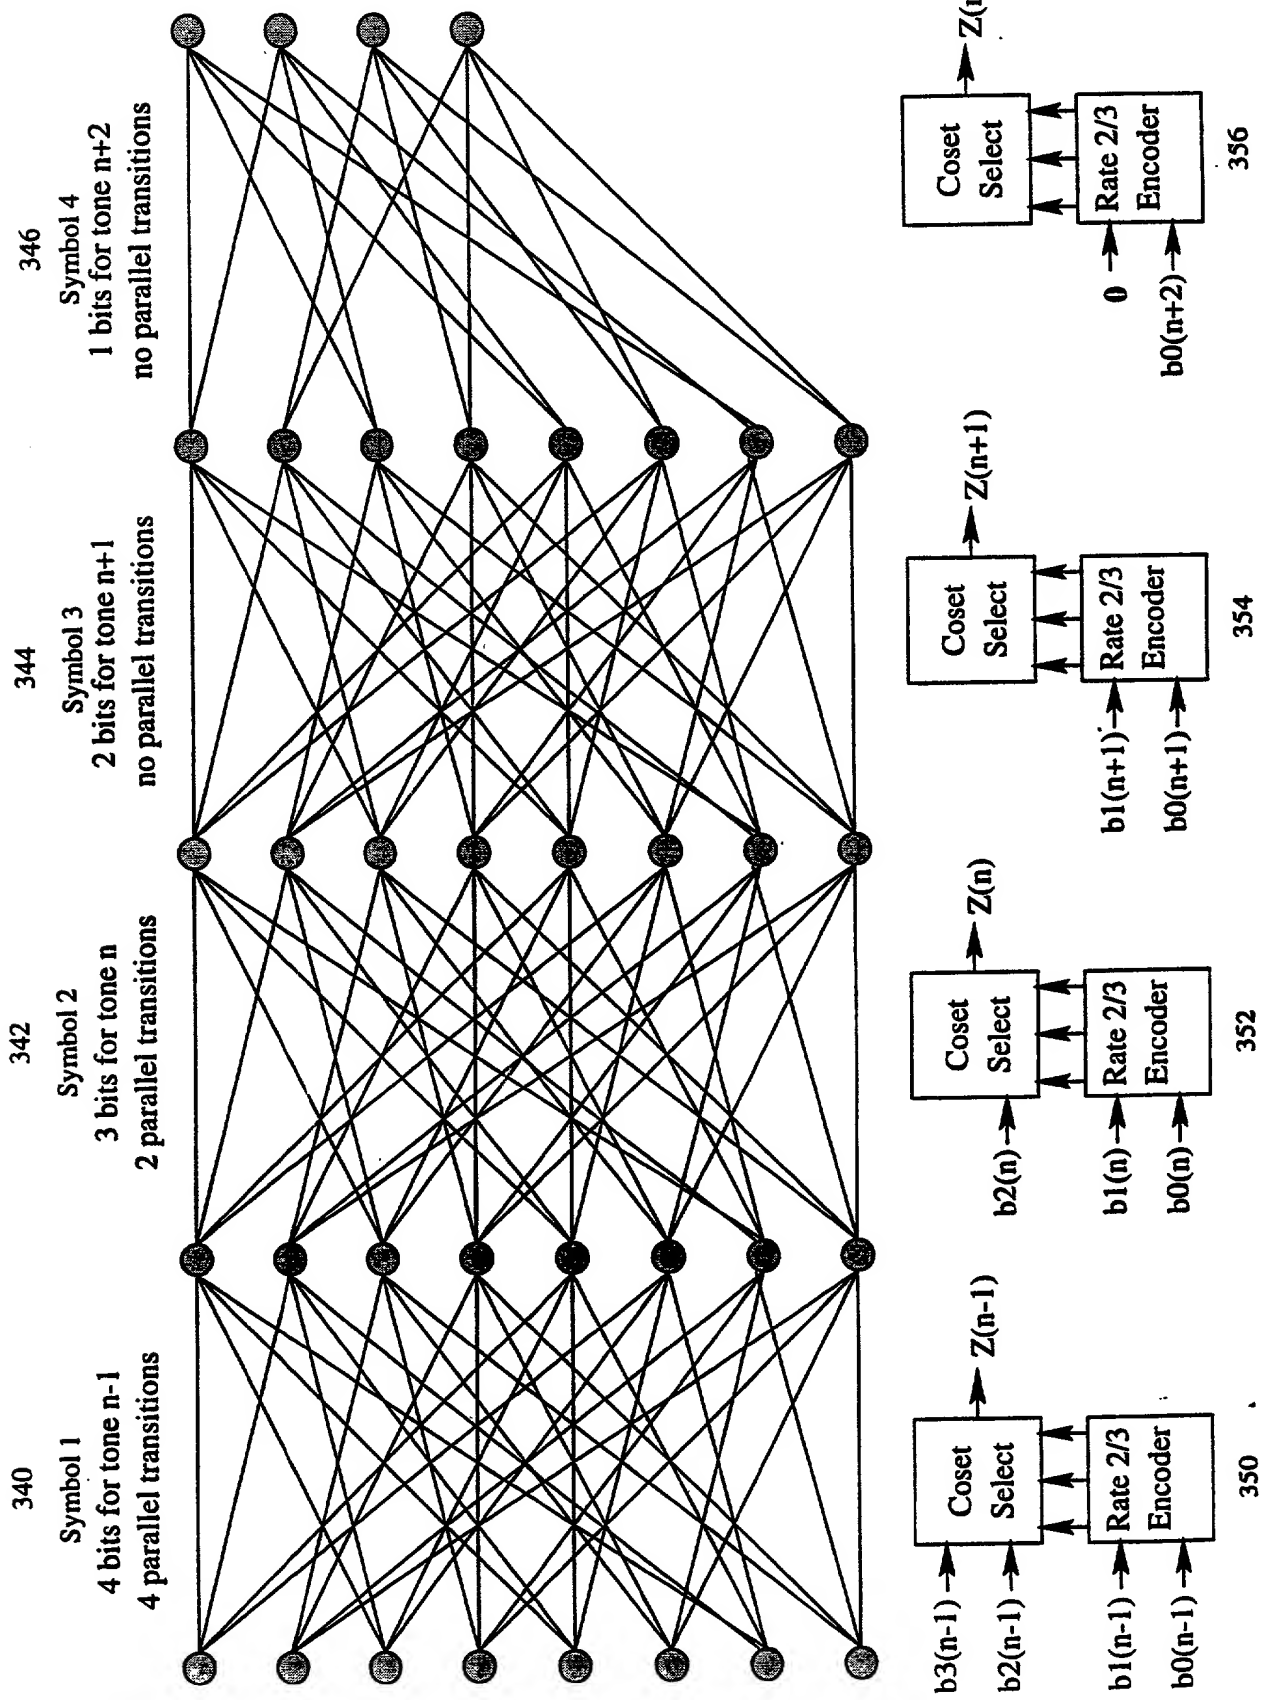 340
Symbol 1
4 bits for tone n-1
4 parallel transitions
342
Symbol 2
3 bits for tone n
2 parallel transitions
344
Symbol 3
2 bits for tone n+1
no parallel transitions
346
Symbol 4
1 bits for tone n+2
no parallel transitions
b3(n-1)
b2(n-1)
Coset
Select
Z(n-1)
b1(n-1)
b0(n-1)
Rate 2/3
Encoder
350
b2(n)
Coset
Select
Z(n)
b1(n)
b0(n)
Rate 2/3
Encoder
352
Coset
Select
Z(n+1)
b1(n+1)
b0(n+1)
Rate 2/3
Encoder
354
Coset
Select
0
b0(n+2)
Rate 2/3
Encoder
356